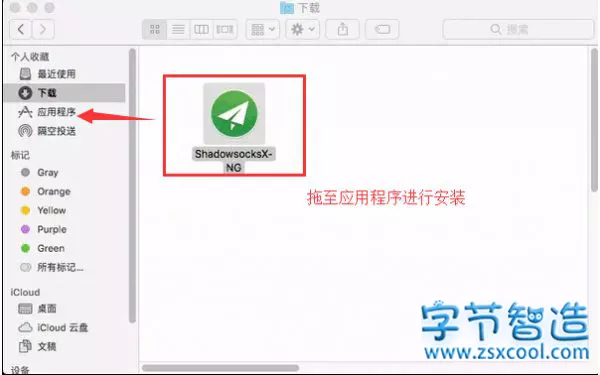 下载
搜索
个人收藏
最近使用
下载
应用程序
隔空投送
标记
Gray
Orange
Yellow
Purple
Green
所有标记...
iCloud
桌面
iCloud 云盘
文稿
设备
ShadowsocksX-
NG
拖至应用程序进行安装
字节智造
www.zsxcool.com